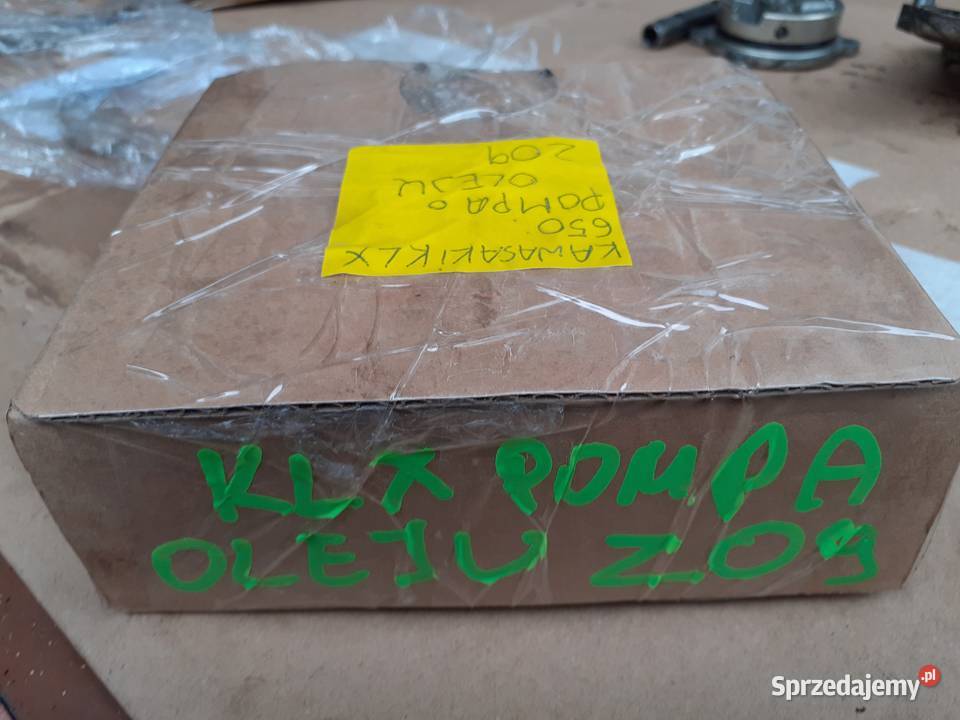 KAWASAKI KLX
650
POMPA
OLEJU
Z09
KLX POMPA
OLEJU Z09
Sprzedajemy.pl